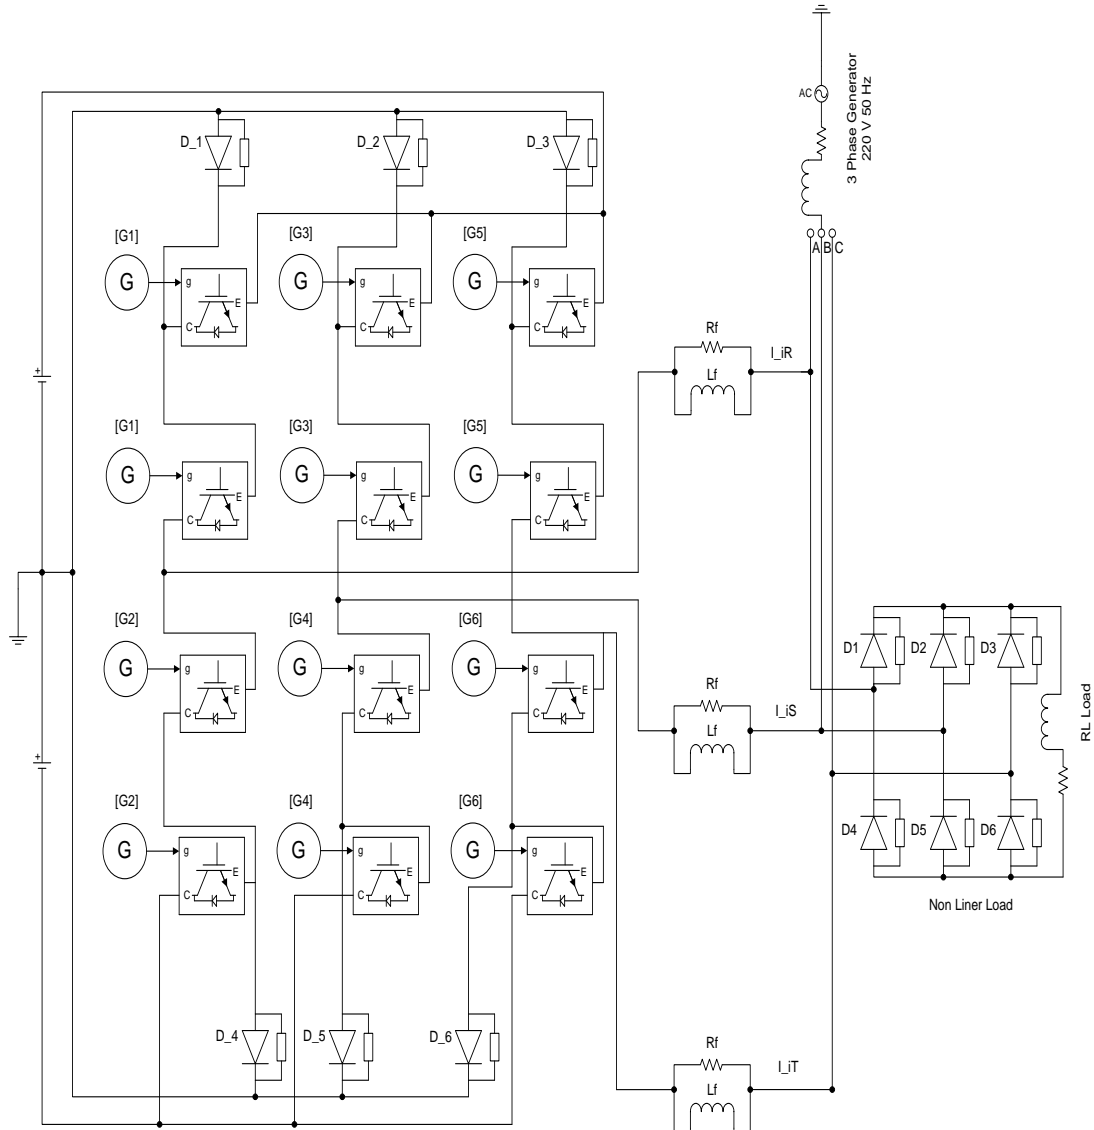 3 Phase Generator
220 V 50 Hz
AC
A B C
D_1
D_2
D_3
[G1]
[G3]
[G5]
G
g
E
C
G
g
E
C
G
g
E
C
+
Rf
Lf
I_iR
[G1]
[G3]
[G5]
G
g
E
C
G
g
E
C
G
g
E
C
[G2]
[G4]
[G6]
G
g
E
C
G
g
E
C
G
g
E
C
D1
D2
D3
Rf
Lf
I_iS
RL Load
+
[G2]
[G4]
[G6]
G
g
E
C
G
g
E
C
G
g
E
C
D4
D5
D6
Non Liner Load
D_4
D_5
D_6
Rf
Lf
I_iT